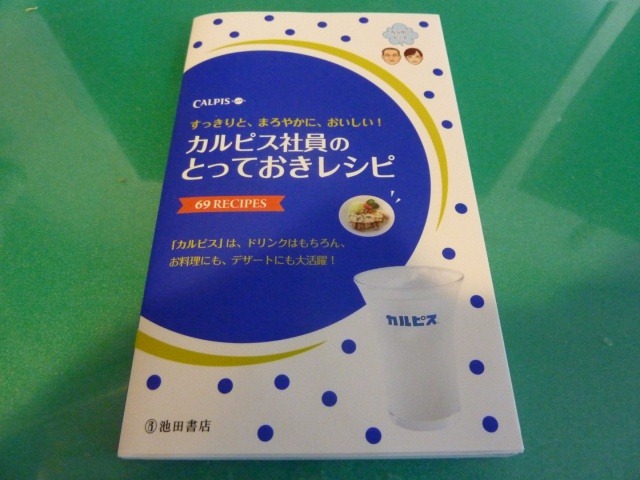 CALPIS
すっきりと、まろやかに、おいしい！
カルピス社員の
とっておきレシピ
69 RECIPES
「カルピス」は、ドリンクはもちろん、
お料理にも、デザートにも大活躍！
カルピス
池田書店